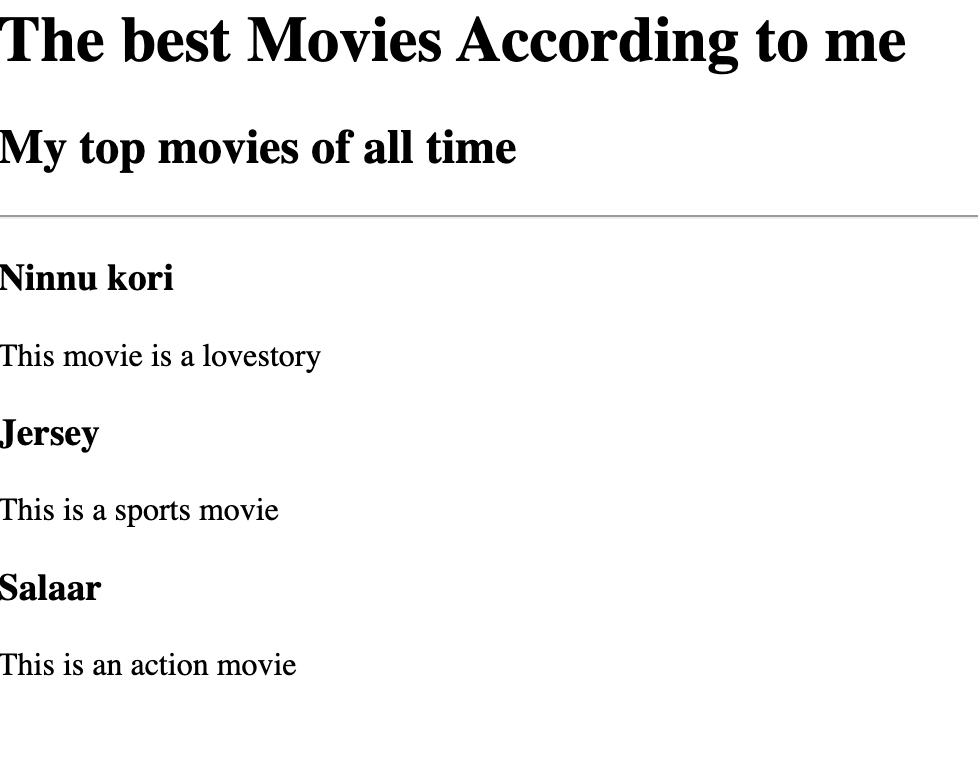 The best Movies According to me
My top movies of all time
Ninnu kori
This movie is a lovestory
Jersey
This is a sports movie
Salaar
This is an action movie